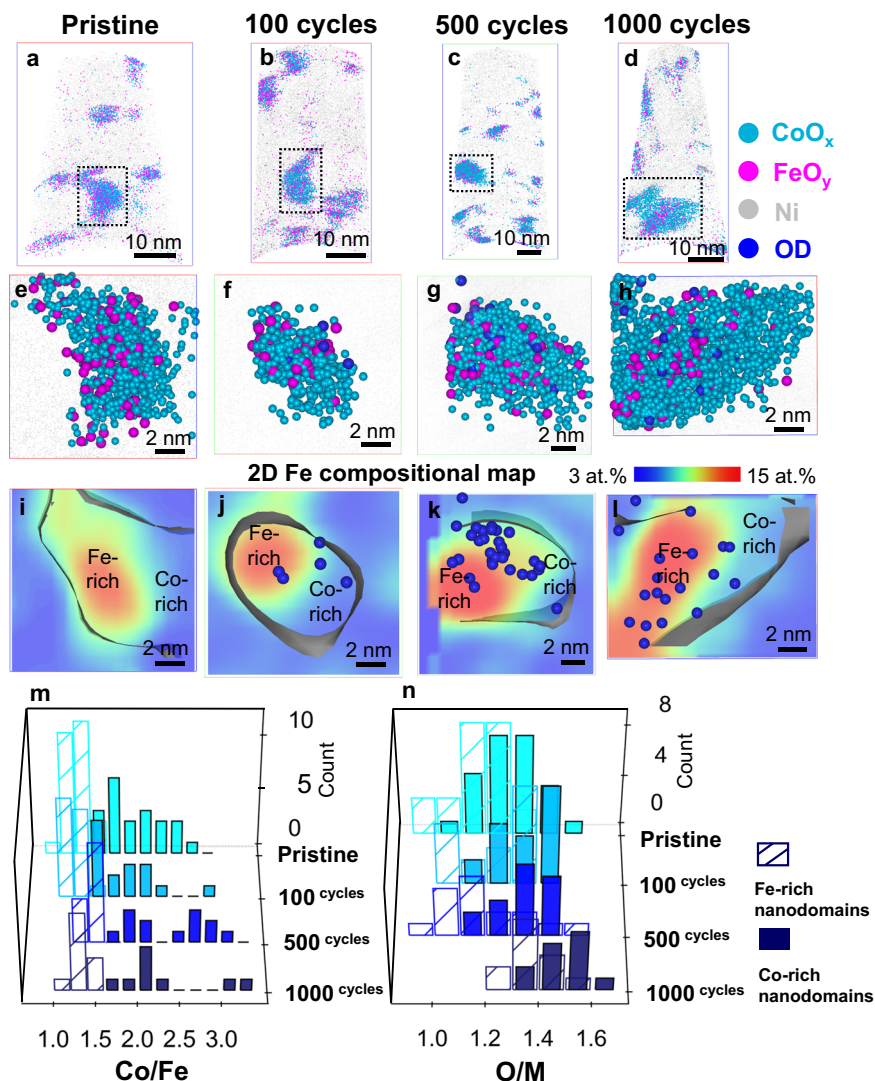 Pristine 100 cycles 500 cycles 1000 cycles
a b c d
CoOx
FeOy
Ni
OD
10 nm 10 nm 10 nm 10 nm
e f g h
2 nm 2 nm 2 nm 2 nm
2D Fe compositional map 3 at.% 15 at.%
i j k l
Fe-rich Co-rich 2 nm
Fe-rich Co-rich 2 nm
Fe-rich Co-rich 2 nm
Fe-rich Co-rich 2 nm
m
10
5
0
Count
Pristine
100 cycles
500 cycles
1000 cycles
1.0 1.5 2.0 2.5 3.0
Co/Fe
n
8
4
0
Count
Pristine
100 cycles
500 cycles
1000 cycles
1.0 1.2 1.4 1.6
O/M
Fe-rich
nanodomains
Co-rich
nanodomains